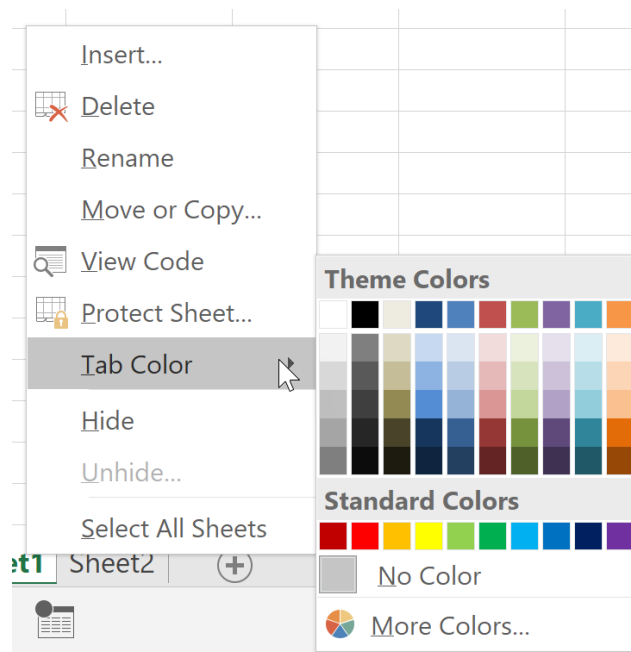 Insert...
Delete
Rename
Move or Copy...
View Code
Protect Sheet...
Tab Color
Hide
Unhide...
Select All Sheets
Theme Colors
Standard Colors
No Color
More Colors...
et1 Sheet2